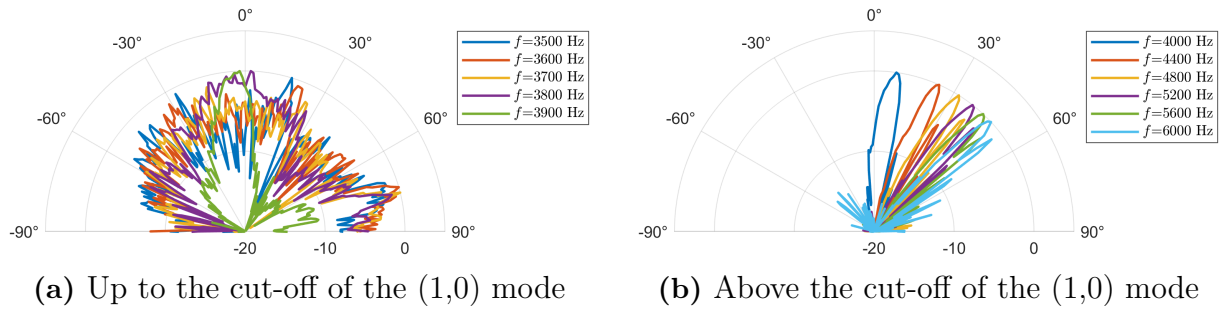 0°
-30°
30°
-60°
60°
-90°
90°
-20
-10
0
f=3500 Hz
f=3600 Hz
f=3700 Hz
f=3800 Hz
f=3900 Hz
(a) Up to the cut-off of the (1,0) mode
0°
-30°
30°
-60°
60°
-90°
90°
-20
-10
0
f=4000 Hz
f=4400 Hz
f=4800 Hz
f=5200 Hz
f=5600 Hz
f=6000 Hz
(b) Above the cut-off of the (1,0) mode